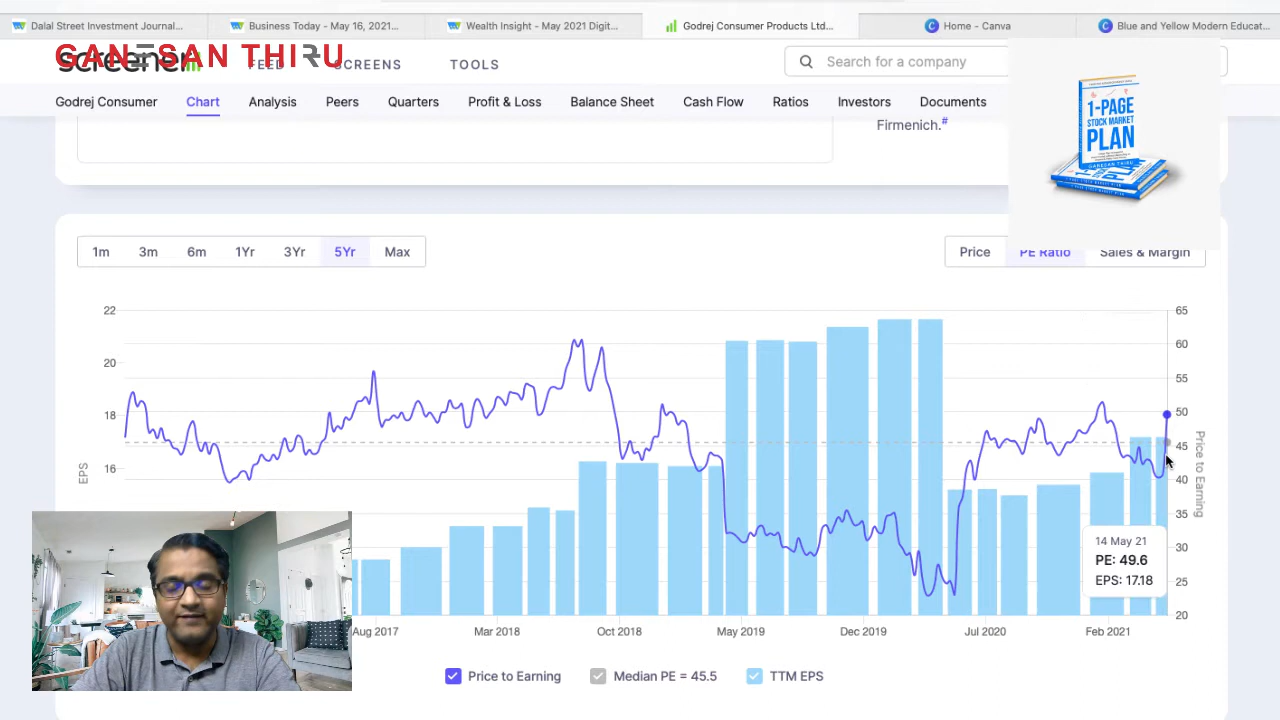 Dalal Street Investment Journal...
Business Today - May 16, 2021...
Wealth Insight - May 2021 Digit...
Godrej Consumer Products Ltd...
Home - Canva
Blue and Yellow Modern Educat...
GANESAN THIRU
screener
FEED
SCREENS
TOOLS
Search for a company
Godrej Consumer
Chart
Analysis
Peers
Quarters
Profit & Loss
Balance Sheet
Cash Flow
Ratios
Investors
Documents
Firmenich.#
1-PAGE
STOCK MARKET
PLAN
GANESAN THIRU
1m
3m
6m
1Yr
3Yr
5Yr
Max
Price
PE Ratio
Sales & Margin
22
20
18
16
EPS
65
60
55
50
45
40
35
30
25
20
Price to Earning
14 May 21
PE: 49.6
EPS: 17.18
Aug 2017
Mar 2018
Oct 2018
May 2019
Dec 2019
Jul 2020
Feb 2021
Price to Earning
Median PE = 45.5
TTM EPS